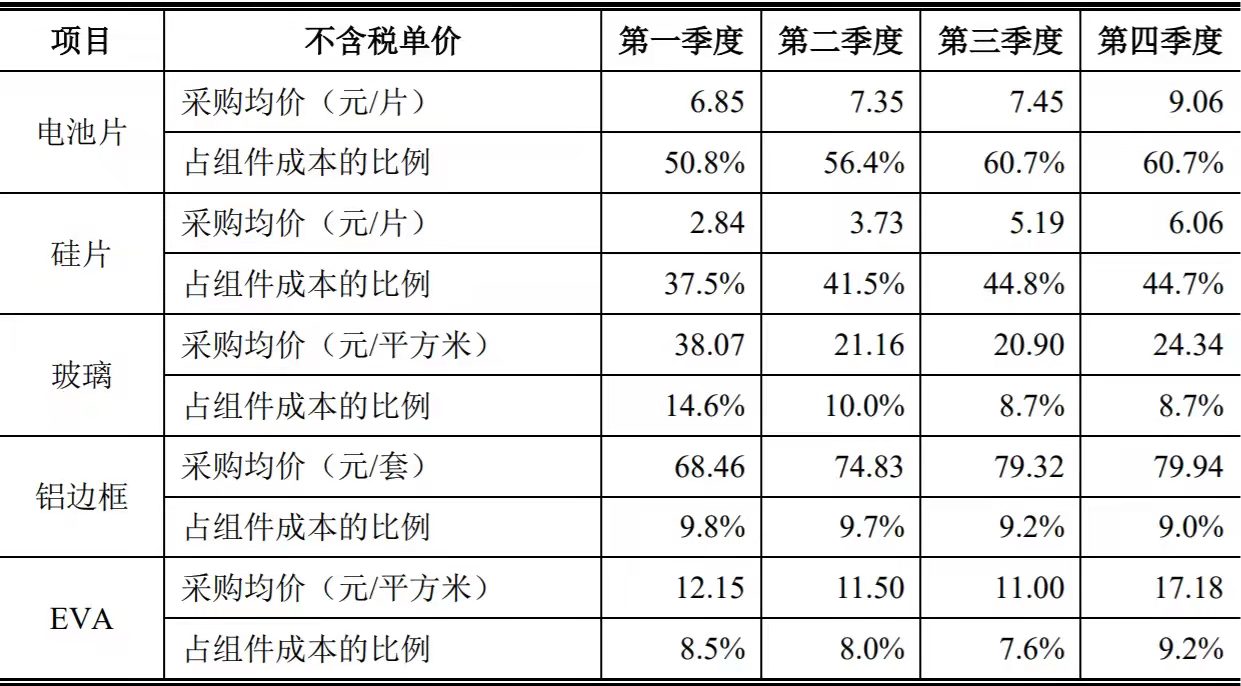 项目 不含税单价 第一季度 第二季度 第三季度 第四季度
电池片 采购均价（元/片） 6.85 7.35 7.45 9.06
占组件成本的比例 50.8% 56.4% 60.7% 60.7%
硅片 采购均价（元/片） 2.84 3.73 5.19 6.06
占组件成本的比例 37.5% 41.5% 44.8% 44.7%
玻璃 采购均价（元/平方米） 38.07 21.16 20.90 24.34
占组件成本的比例 14.6% 10.0% 8.7% 8.7%
铝边框 采购均价（元/套） 68.46 74.83 79.32 79.94
占组件成本的比例 9.8% 9.7% 9.2% 9.0%
EVA 采购均价（元/平方米） 12.15 11.50 11.00 17.18
占组件成本的比例 8.5% 8.0% 7.6% 9.2%